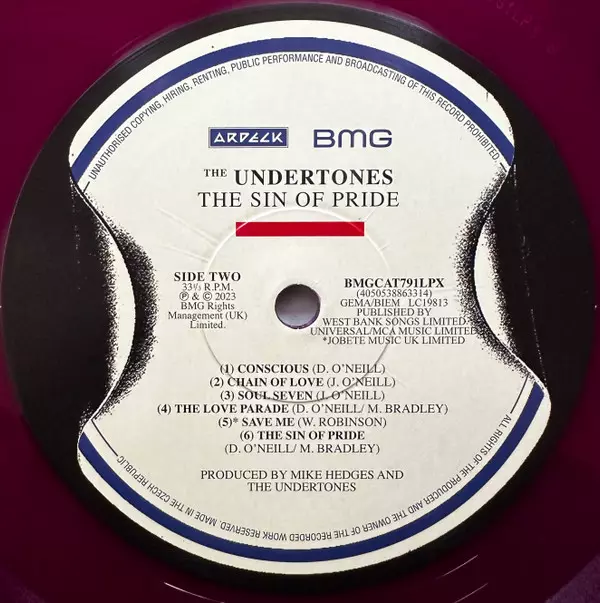 UNAUTHORISED COPYING, HIRING, RENTING, PUBLIC PERFORMANCE AND BROADCASTING OF THIS RECORD PROHIBITED.
ARDECK BMG
THE UNDERTONES
THE SIN OF PRIDE
SIDE TWO
33⅓ R.P.M.
℗ & © 2023
BMG Rights
Management (UK)
Limited.
BMGCAT791LPX
(4050538863314)
GEMA/BIEM LC19813
PUBLISHED BY
WEST BANK SONGS LIMITED
UNIVERSAL/MCA MUSIC LIMITED
*JOBETE MUSIC UK LIMITED
(1) CONSCIOUS (D. O'NEILL)
(2) CHAIN OF LOVE (J. O'NEILL)
(3) SOUL SEVEN (J. O'NEILL)
(4) THE LOVE PARADE (D. O'NEILL/ M. BRADLEY)
(5)* SAVE ME (W. ROBINSON)
(6) THE SIN OF PRIDE
(D. O'NEILL/ M. BRADLEY)
PRODUCED BY MIKE HEDGES AND
THE UNDERTONES
ALL RIGHTS OF THE PRODUCER AND THE OWNER OF THE RECORDED WORK RESERVED. MADE IN THE CZECH REPUBLIC